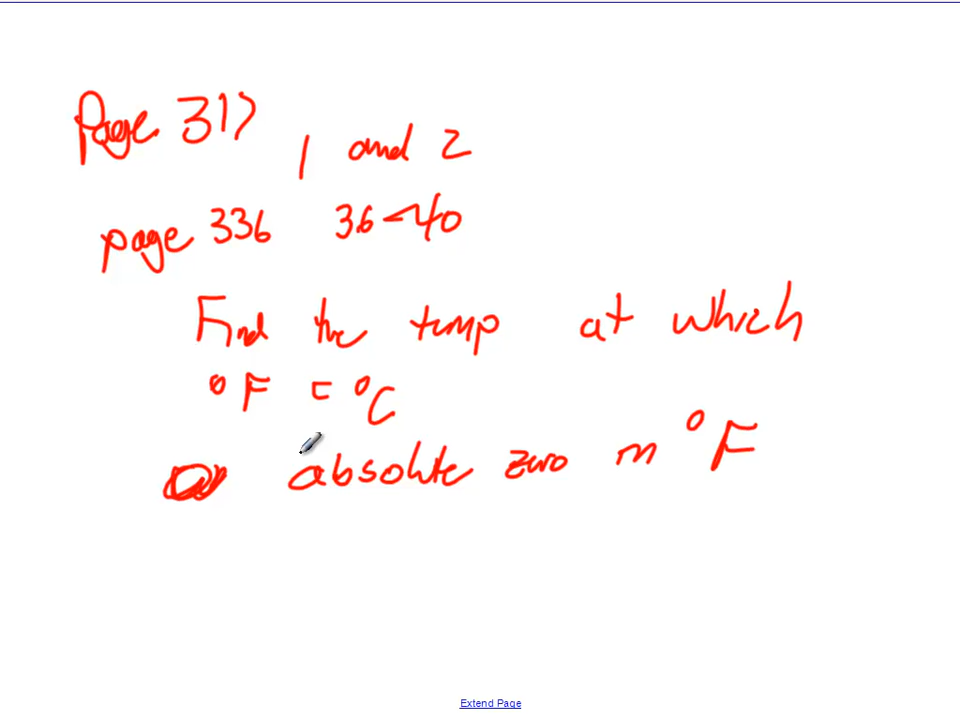 Page 317
1 and 2
page 336 36-40
Find the temp at which
°F = °C
absolute zero in °F
Extend Page